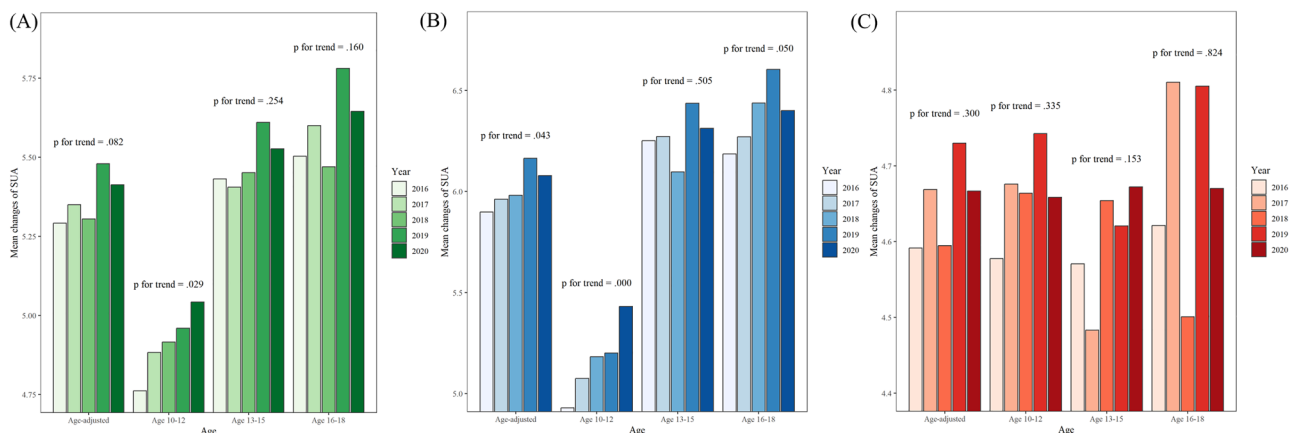 (A)
Mean changes of SUA
5.75
5.50
5.25
5.00
4.75
p for trend = .082
p for trend = .029
p for trend = .254
p for trend = .160
Age-adjusted
Age 10-12
Age 13-15
Age 16-18
Age
Year
2016
2017
2018
2019
2020
(B)
Mean changes of SUA
6.5
6.0
5.5
5.0
p for trend = .043
p for trend = .000
p for trend = .505
p for trend = .050
Age-adjusted
Age 10-12
Age 13-15
Age 16-18
Age
Year
2016
2017
2018
2019
2020
(C)
Mean changes of SUA
4.8
4.7
4.6
4.5
4.4
p for trend = .300
p for trend = .335
p for trend = .153
p for trend = .824
Age-adjusted
Age 10-12
Age 13-15
Age 16-18
Age
Year
2016
2017
2018
2019
2020